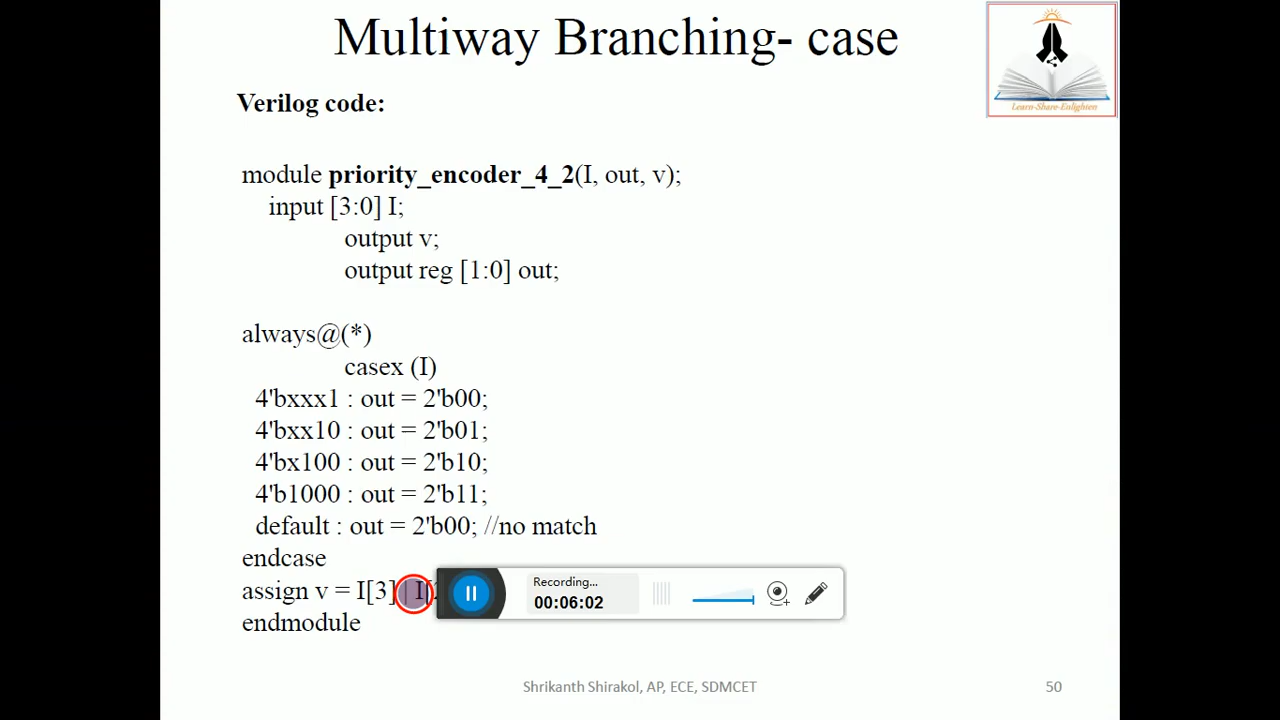 Multiway Branching- case
Learn-Share-Enlighten
Verilog code:
module priority_encoder_4_2(I, out, v);
input [3:0] I;
output v;
output reg [1:0] out;
always@(*)
casex (I)
4'bxxx1 : out = 2'b00;
4'bxx10 : out = 2'b01;
4'bx100 : out = 2'b10;
4'b1000 : out = 2'b11;
default : out = 2'b00; //no match
endcase
assign v = I[3] | I[
Recording...
00:06:02
endmodule
Shrikanth Shirakol, AP, ECE, SDMCET
50